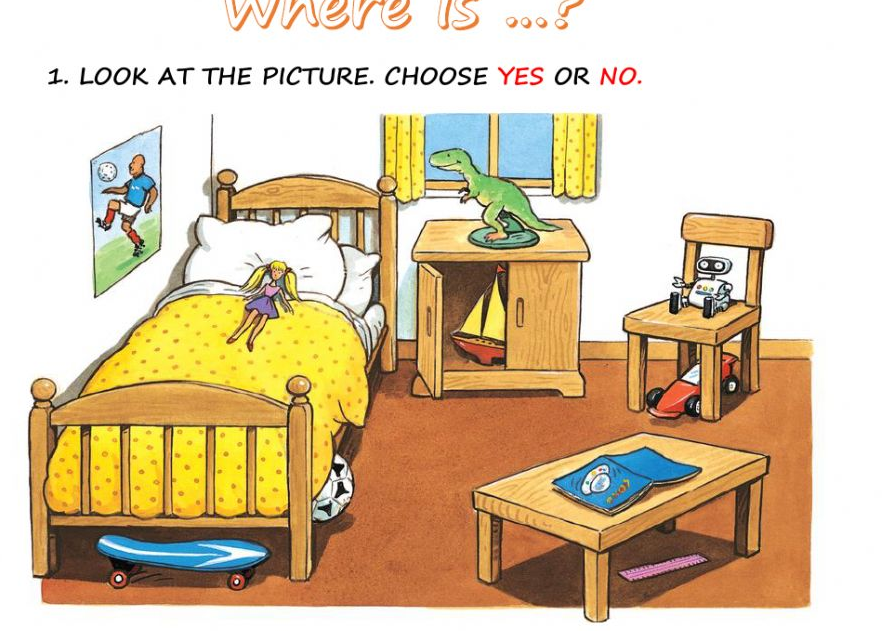 Where is ...?
1. LOOK AT THE PICTURE. CHOOSE YES OR NO.